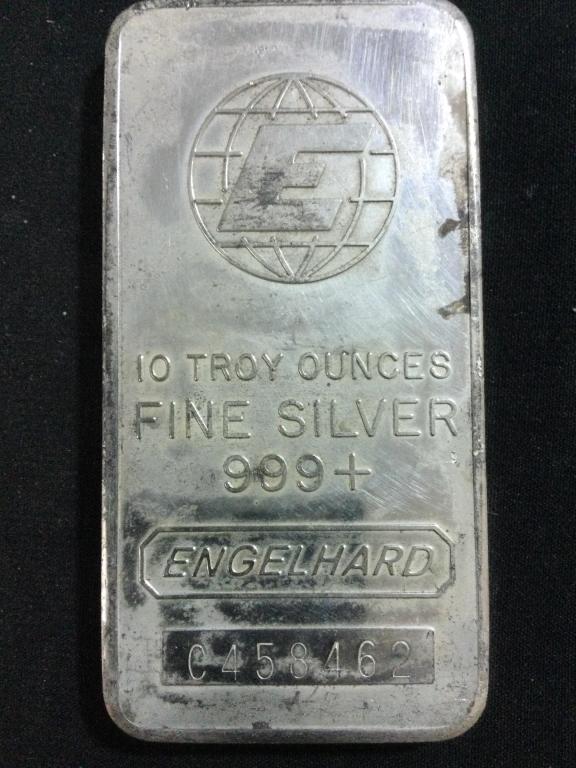 E
10 TROY OUNCES
FINE SILVER
999+
ENGELHARD
C458462